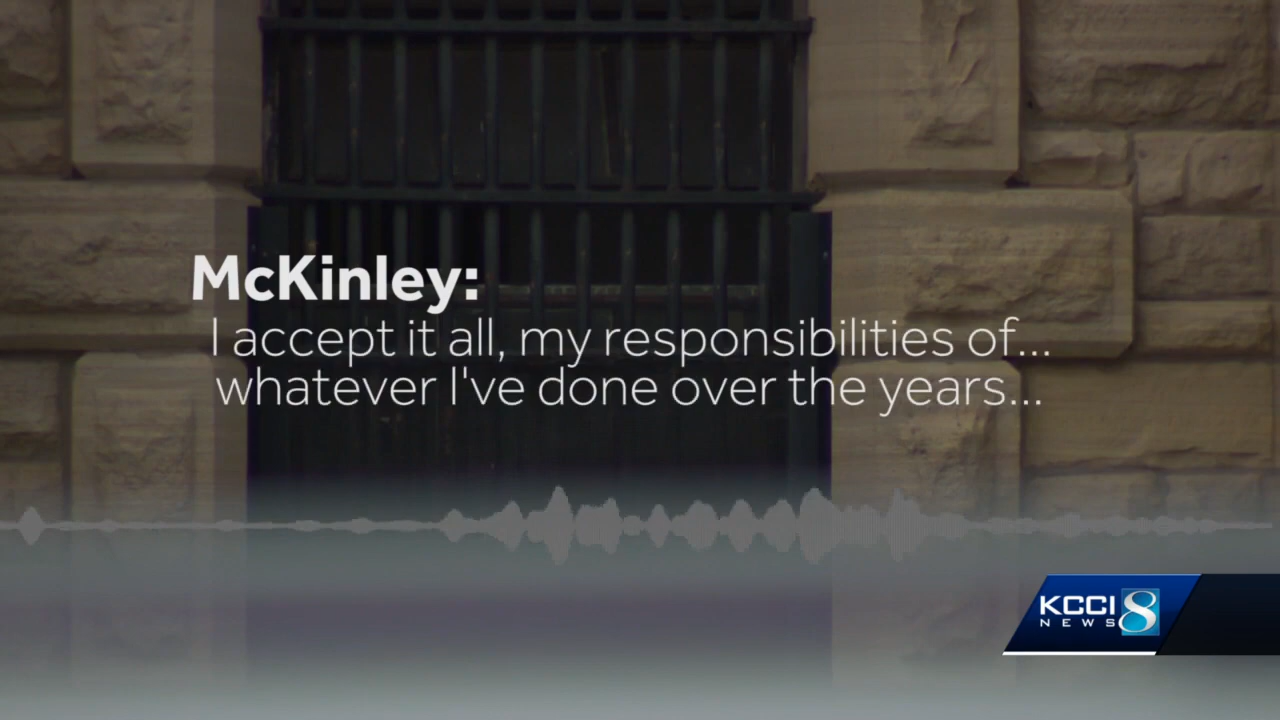 McKinley:
I accept it all, my responsibilities of...
whatever I've done over the years...
KCCI 8
NEWS